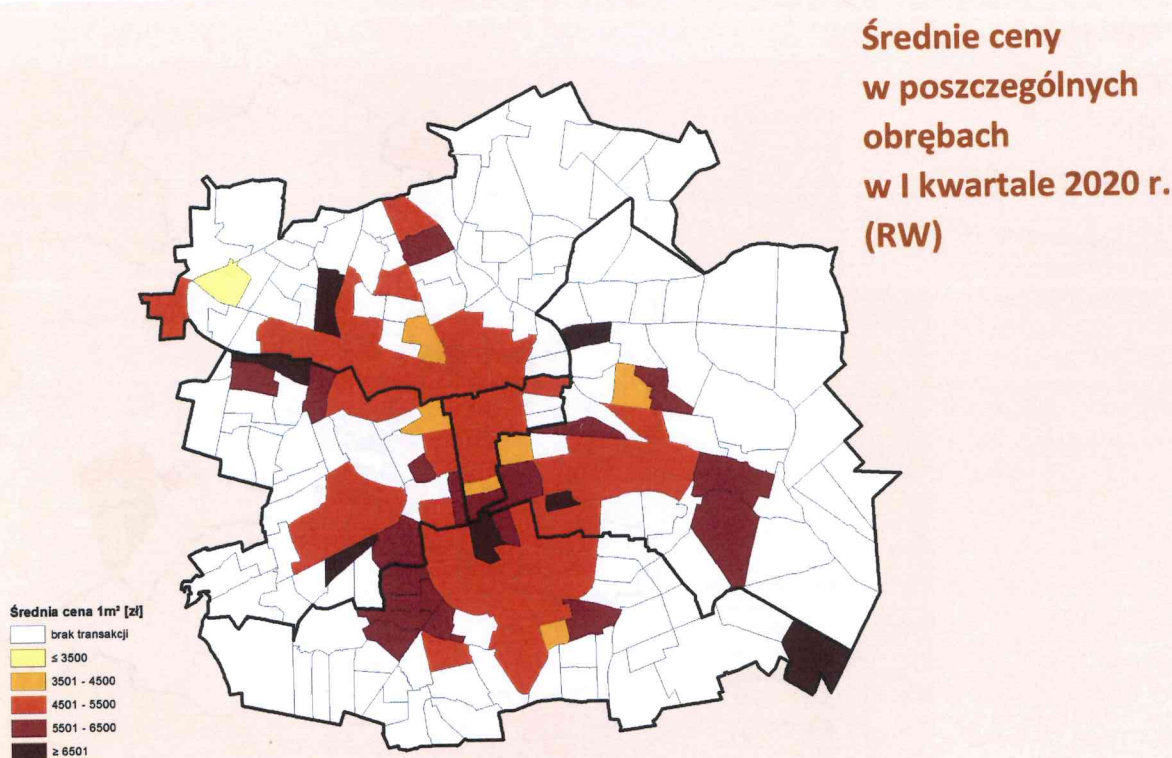 Średnie ceny
w poszczególnych
obrębach
w I kwartale 2020 r.
(RW)
Średnia cena 1m² [zł]
brak transakcji
≤ 3500
3501 - 4500
4501 - 5500
5501 - 6500
≥ 6501